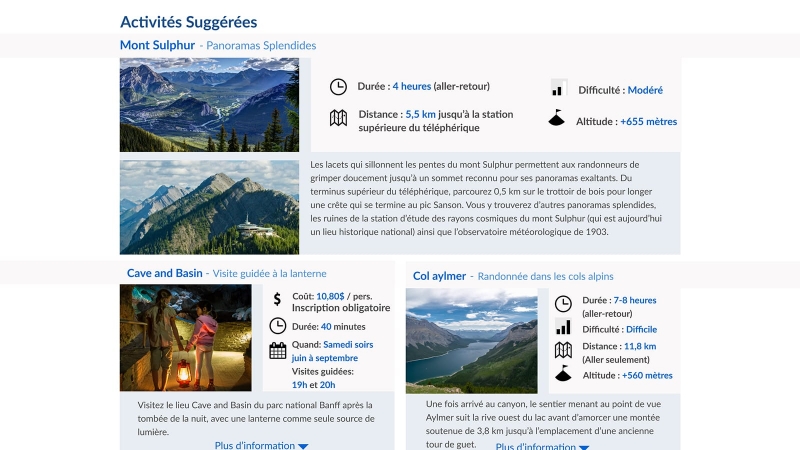 Activités Suggérées
Mont Sulphur - Panoramas Splendides
Durée : 4 heures (aller-retour)
Difficulté : Modéré
Distance : 5,5 km jusqu'à la station
supérieure du téléphérique
Altitude : +655 mètres
Les lacets qui sillonnent les pentes du mont Sulphur permettent aux randonneurs de
grimper doucement jusqu'à un sommet reconnu pour ses panoramas exaltants. Du
terminus supérieur du téléphérique, parcourez 0,5 km sur le trottoir de bois pour longer
une crête qui se termine au pic Sanson. Vous y trouverez d'autres panoramas splendides,
les ruines de la station d'étude des rayons cosmiques du mont Sulphur (qui est aujourd'hui
un lieu historique national) ainsi que l'observatoire météorologique de 1903.
Cave and Basin - Visite guidée à la lanterne
Coût: 10,80$ / pers.
Inscription obligatoire
Durée: 40 minutes
Quand: Samedi soirs
juin à septembre
Visites guidées:
19h et 20h
Visitez le lieu Cave and Basin du parc national Banff après la
tombée de la nuit, avec une lanterne comme seule source de
lumière.
Plus d'information
Col aylmer - Randonnée dans les cols alpins
Durée : 7-8 heures
(aller-retour)
Difficulté : Difficile
Distance : 11,8 km
(Aller seulement)
Altitude : +560 mètres
Une fois arrivé au canyon, le sentier menant au point de vue
Aylmer suit la rive ouest du lac avant d'amorcer une montée
soutenue de 3,8 km jusqu'à l'emplacement d'une ancienne
tour de guet.
Plus d'information